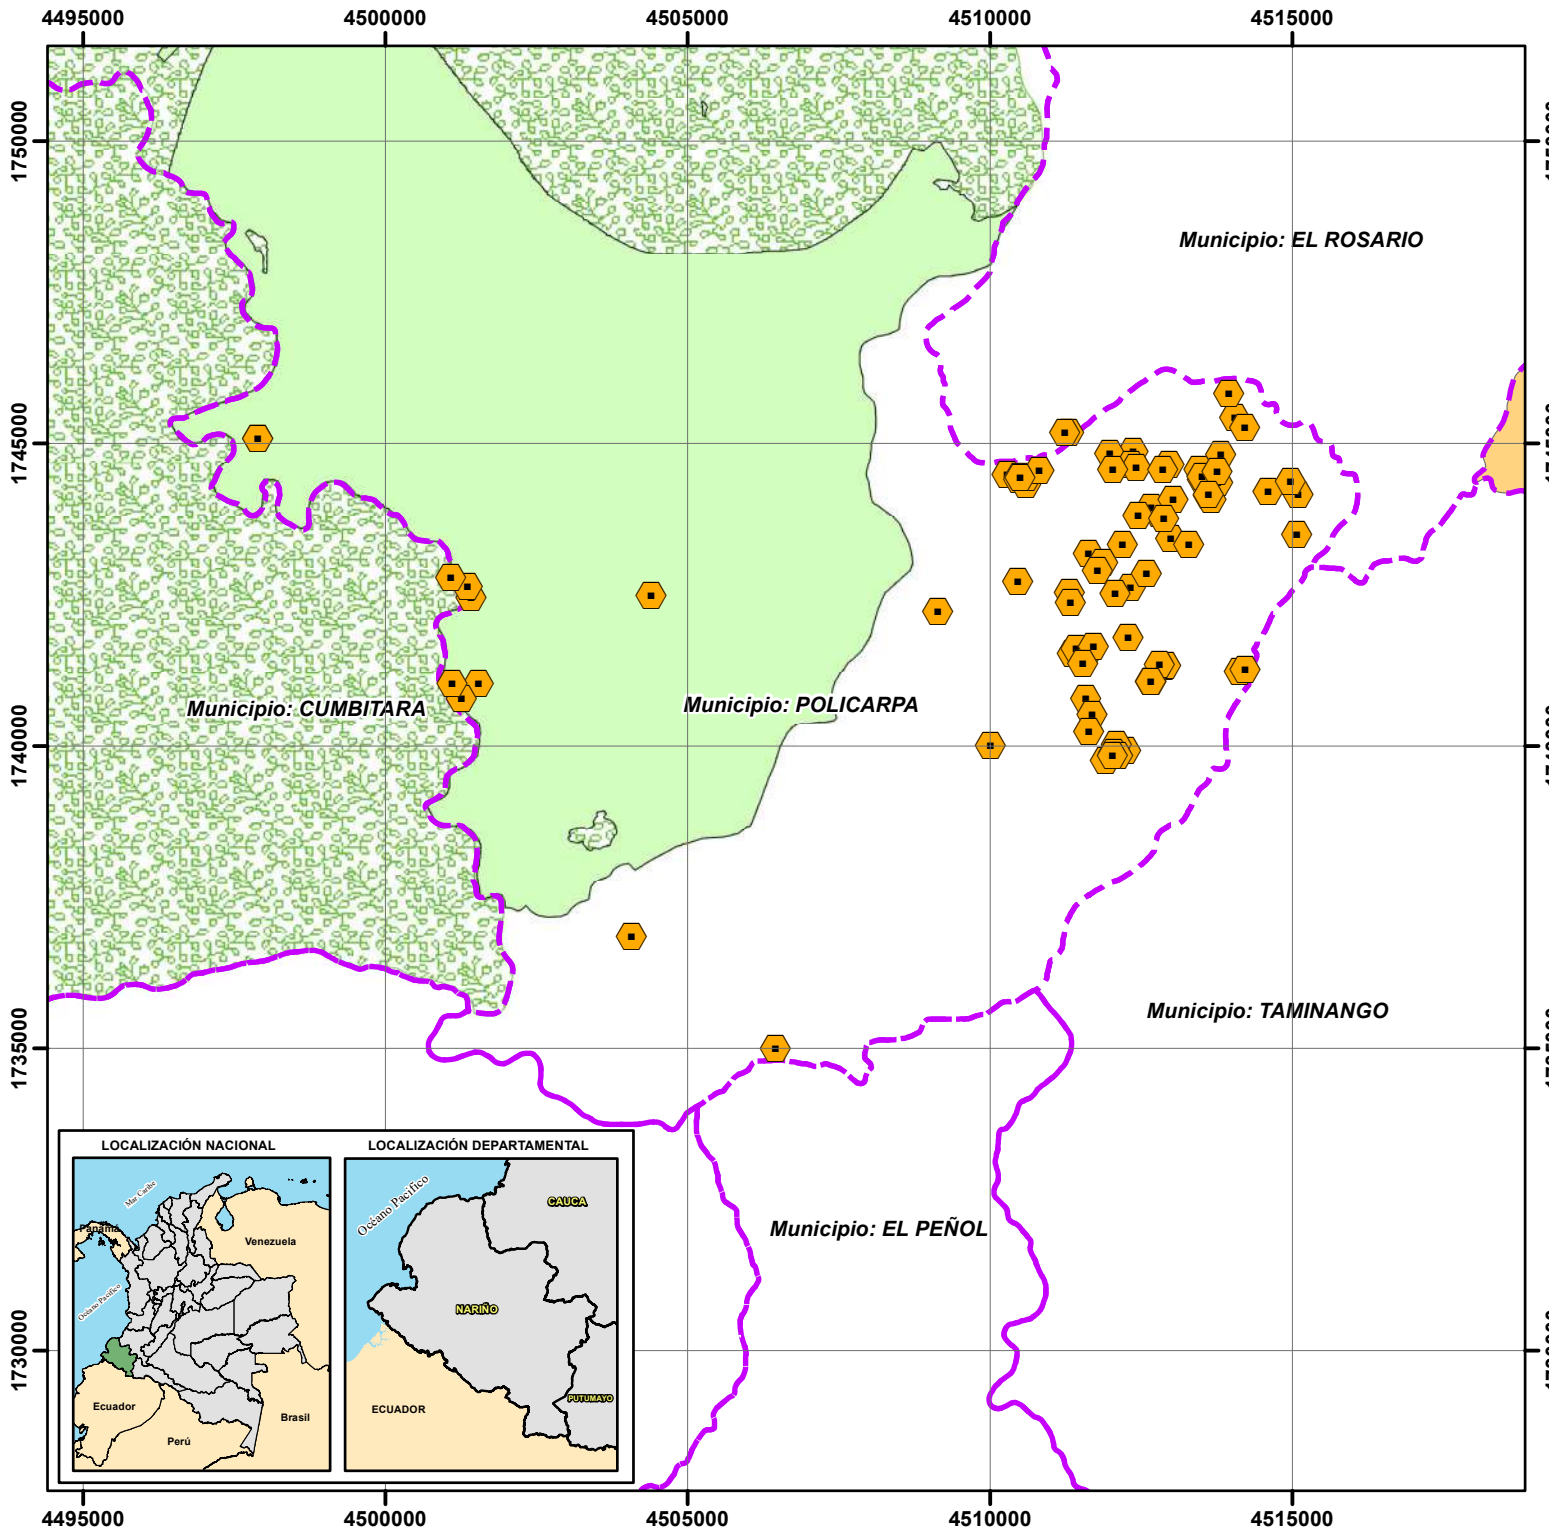 4495000 4500000 4505000 4510000 4515000
1750000
1745000
1740000
1735000
1730000
Municipio: EL ROSARIO
Municipio: CUMBITARA
Municipio: POLICARPA
Municipio: TAMINANGO
Municipio: EL PEÑOL
LOCALIZACIÓN NACIONAL
Mar Caribe
Panamá
Venezuela
Océano Pacífico
Ecuador
Brasil
Perú
LOCALIZACIÓN DEPARTAMENTAL
Océano Pacífico
CAUCA
NARIÑO
PUTUMAYO
ECUADOR
4495000 4500000 4505000 4510000 4515000